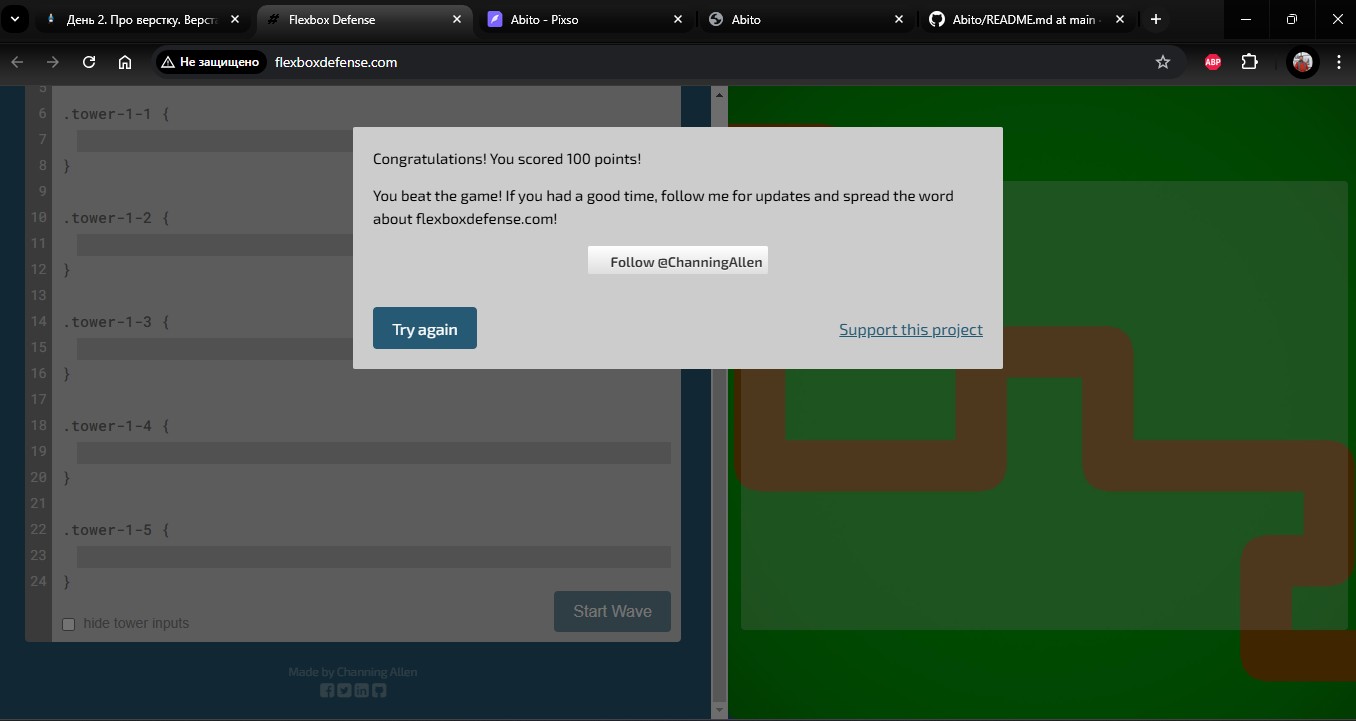 День 2. Про верстку. Верст
Flexbox Defense
Abito - Pixso
Abito
Abito/README.md at main
Не защищено
flexboxdefense.com
ABP
5
6 .tower-1-1 {
7
8 }
9
10 .tower-1-2 {
11
12 }
13
14 .tower-1-3 {
15
16 }
17
18 .tower-1-4 {
19
20 }
21
22 .tower-1-5 {
23
24 }
hide tower inputs
Start Wave
Made by Channing Allen
Congratulations! You scored 100 points!
You beat the game! If you had a good time, follow me for updates and spread the word
about flexboxdefense.com!
Follow @ChanningAllen
Try again
Support this project